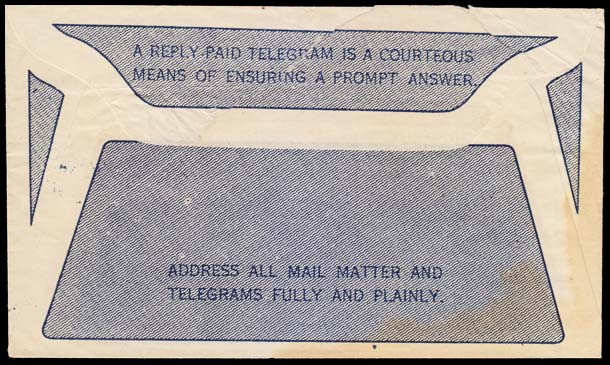 A REPLY-PAID TELEGRAM IS A COURTEOUS
MEANS OF ENSURING A PROMPT ANSWER.
ADDRESS ALL MAIL MATTER AND
TELEGRAMS FULLY AND PLAINLY.